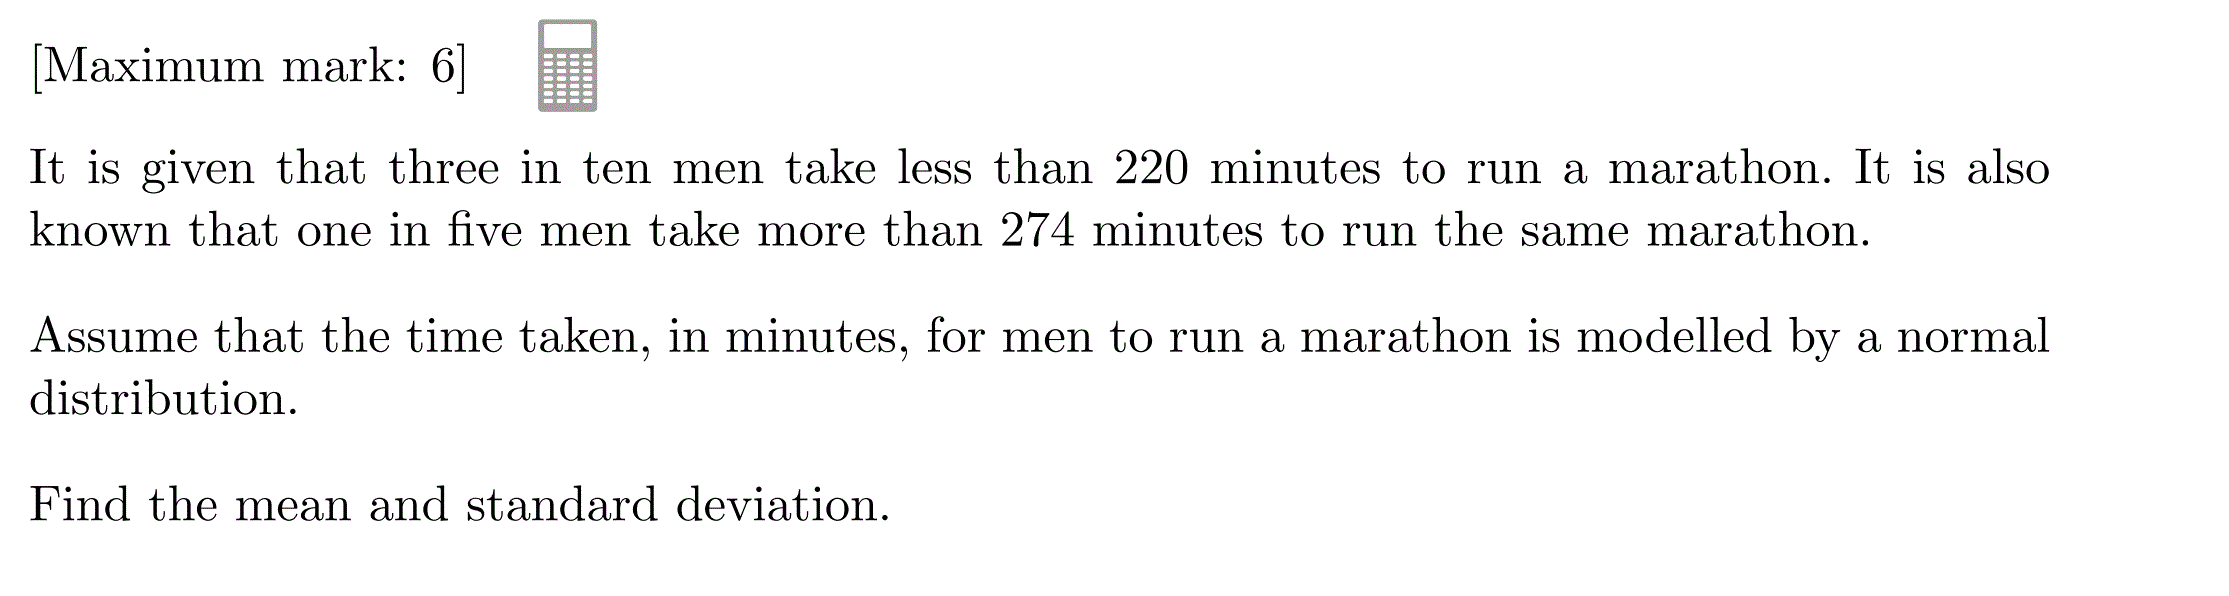 [Maximum mark: 6]
It is given that three in ten men take less than 220 minutes to run a marathon. It is also
known that one in five men take more than 274 minutes to run the same marathon.
Assume that the time taken, in minutes, for men to run a marathon is modelled by a normal
distribution.
Find the mean and standard deviation.